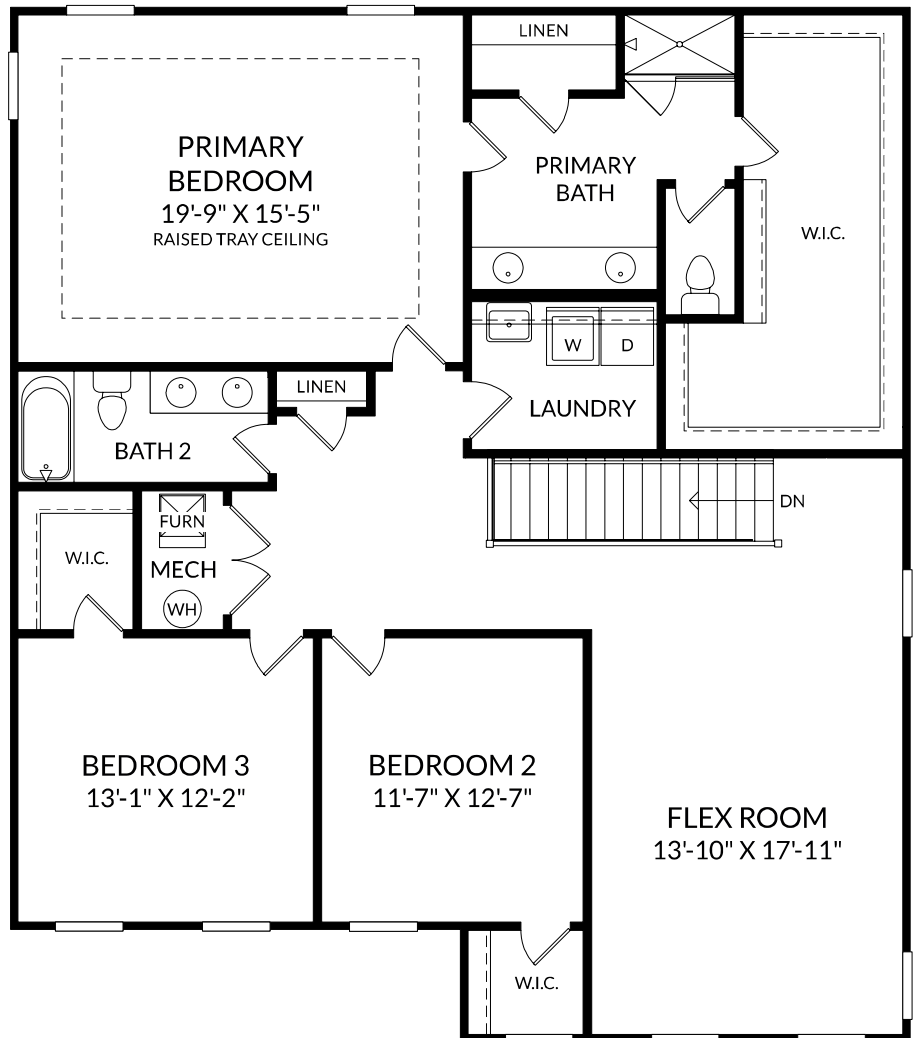 LINEN
PRIMARY
BEDROOM
19'-9" X 15'-5"
RAISED TRAY CEILING
PRIMARY
BATH
W.I.C.
W
D
LINEN
LAUNDRY
BATH 2
DN
FURN
W.I.C.
MECH
WH
BEDROOM 3
13'-1" X 12'-2"
BEDROOM 2
11'-7" X 12'-7"
FLEX ROOM
13'-10" X 17'-11"
W.I.C.